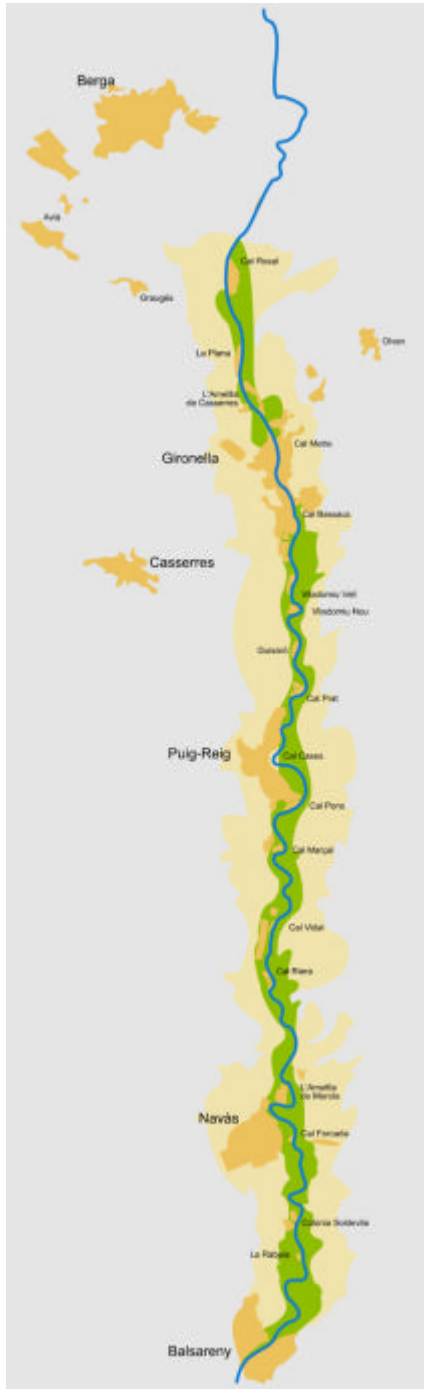 Berga
Avià
Cal Rosal
Graugés
Olvan
La Plana
L'Ametlla
de Casserres
Cal Metre
Gironella
Cal Bassacs
Casserres
Viladomiu Vell
Viladomiu Nou
Guixaró
Cal Prat
Puig-Reig
Cal Casas
Cal Pons
Cal Marçal
Cal Vidal
Cal Riera
L'Ametlla
de Merola
Navàs
Cal Forcada
Colònia Soldevila
La Rabeia
Balsareny